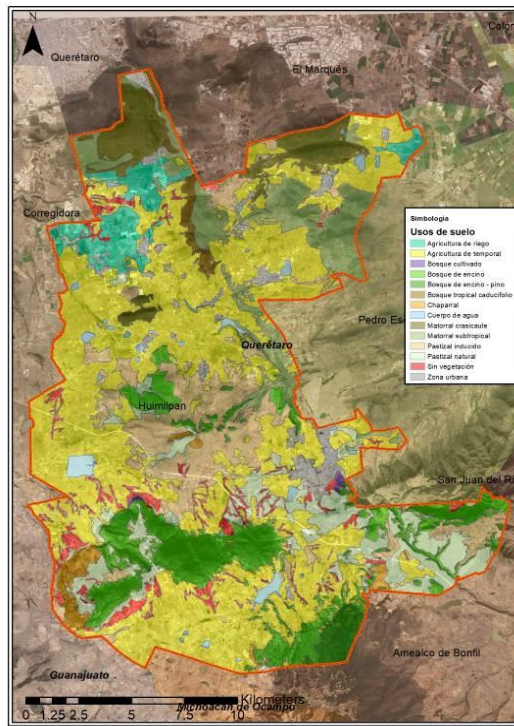 N
Colon
Querétaro
El Marqués
Corregidora
Simbología
Usos de suelo
Agricultura de riego
Agricultura de temporal
Bosque cultivado
Bosque de encino
Bosque de encino - pino
Bosque tropical caducifolio
Chaparral
Cuerpo de agua
Matorral crasicaule
Matorral subtropical
Pastizal inducido
Pastizal natural
Sin vegetación
Zona urbana
Pedro Es
Querétaro
Huimilpan
San Juan del R
Amealco de Bonfil
Guanajuato
Kilometers
0 1.25 2.5 5 7.5 10
Michoacán de Ocampo